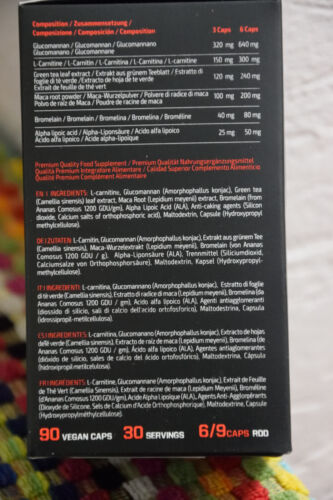 Composition / Zusammensetzung /
Composizione / Composición / Composition
3 Caps 6 Caps
Glucomannan / Glucomannan / Glucomannano
Glucomanano / Glucomannane
320 mg 640 mg
L-Carnitine / L-Carnitin / L-Carnitina / L-Carnitina / L-carnitine
150 mg 300 mg
Green tea leaf extract / Extrakt aus grünem Teeblatt / Estratto di
foglie di tè verde / Extracto de hoja de té verde
Extrait de feuille de thé vert
120 mg 240 mg
Maca root powder / Maca-Wurzelpulver / Polvere di radice di maca
Polvo de raíz de Maca / Poudre de racine de maca
100 mg 200 mg
Bromelain / Bromelain / Bromelina / Bromelina / Broméline
40 mg 80 mg
Alpha lipoic acid / Alpha-Liponsäure / Acido alfa lipoico
Ácido alfa lipoico / Acide alpha-lipoïque
25 mg 50 mg
Premium Quality Food Supplement / Premium Qualität Nahrungsergänzungsmittel
Qualità Premium Integratore Alimentare / Calidad Superior Complemento Alimenticio
Qualité Premium Complément Alimentaire
EN | INGREDIENTS: L-carnitine, Glucomannan (Amorphophallus konjac), Green tea
(Camellia sinensis) leaf extract, Maca Root (Lepidium meyenii) extract, Bromelain (from
Ananas Comosus 1200 GDU/gm), Alpha Lipoic Acid (ALA), Anti-caking agents (Silicon
dioxide, Calcium salts of orthophosphoric acid), Maltodextrin, Capsule (Hydroxypropyl
methylcellulose).
DE | ZUTATEN: L-Carnitin, Glucomannan (Amorphophallus konjac), Extrakt aus grünem Tee
(Camellia sinensis), Maca-Wurzelextrakt (Lepidium meyenii), Bromelain (von Ananas
Comosus 1200 GDU / g), Alpha-Liponsäure (ALA), Trennmittel (Siliciumdioxid,
Calciumsalze von Orthophosphorsäure), Maltodextrin, Kapsel (Hydroxypropyl-
methylcellulose).
IT | INGREDIENTI: L-carnitina, Glucomannano (Amorphophallus konjac), Estratto di foglie
di tè verde (Camellia sinensis), Estratto di radice di maca (Lepidium meyenii), Bromelina (da
Ananas Comosus 1200 GDU / gm), Acido alfa lipoico (ALA), Agenti antiagglomeranti
(diossido di silicio, sali di calcio dell'acido ortofosforico), Maltodestrina, Capsula
ES | INGREDIENTES: L-carnitina, Glucomanano (Amorphophallus konjac), Extracto de hojas
de té verde (Camellia sinensis), Extracto de raíz de maca (Lepidium meyenii), Bromelina (de
Ananas Comosus 1200 GDU / gm), Ácido alfa lipoico (ALA), Agentes antiaglomerantes
(dióxido de silicio, sales de calcio del ácido ortofosfórico), Maltodextrina, Cápsula
FR | INGRÉDIENTS: L-Carnitine, Glucomannane (Amorphophallus konjac), Extrait de Feuille
de Thé Vert (Camellia Sinensis), Extrait de racine de Maca (Lepidium Meyenii), Broméline
(d'Ananas Comosus 1200 GDU/gm), Acide Alpha Lipoïque (ALA), Agents Anti-Agglomérants
(Dioxyde de Silicone, Sels de Calcium d'Acide Orthophosphorique), Maltodextrine, Capsule
(Hydroxypropylméthylcellulose).
90 VEGAN CAPS 30 SERVINGS 6/9CAPS